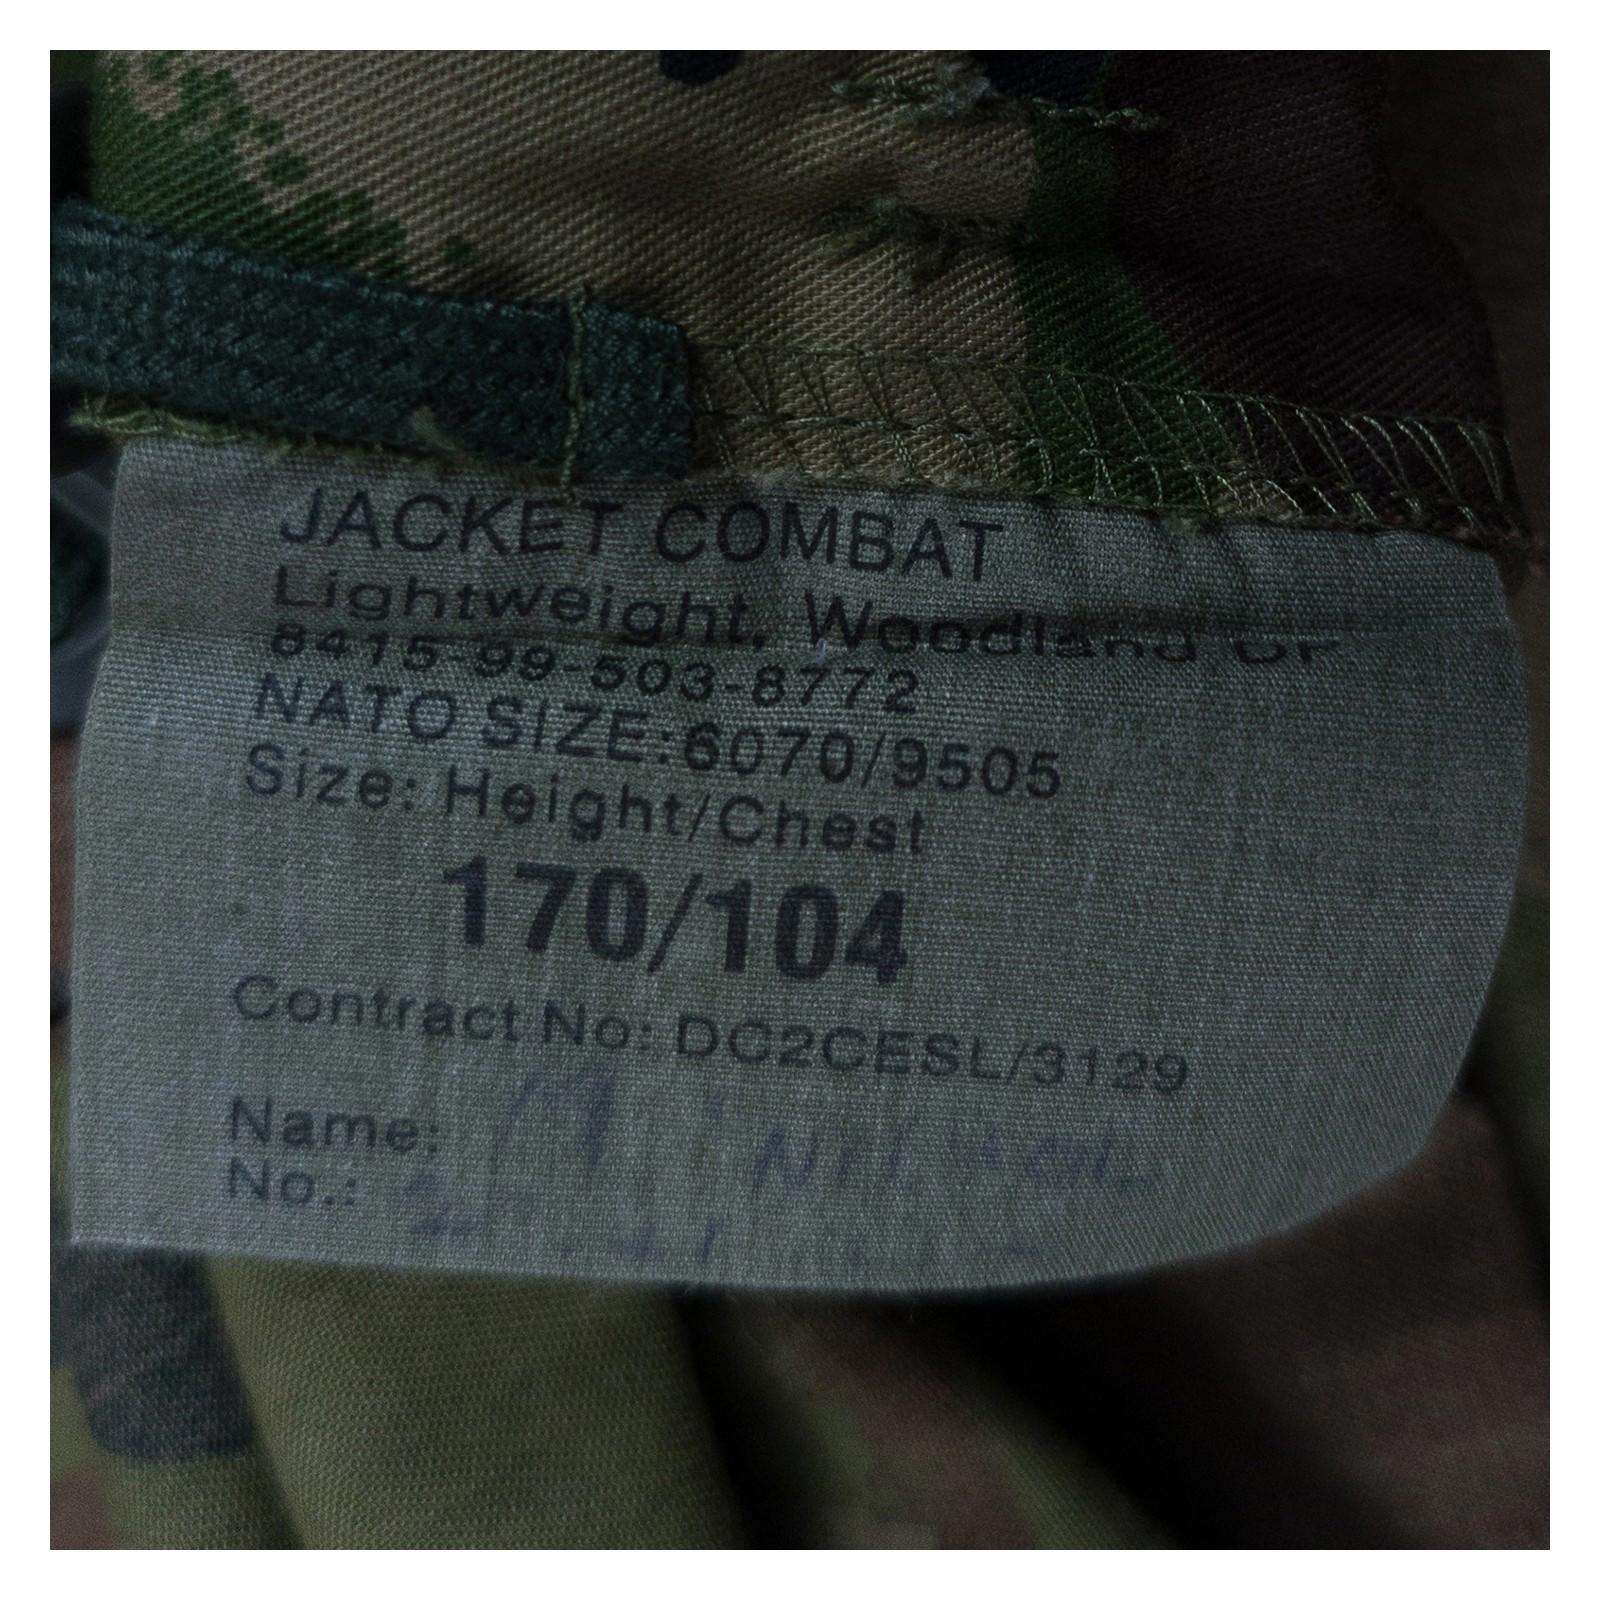 JACKET COMBAT
Lightweight, Woodland DP
8415-99-503-8772
NATO SIZE:6070/9505
Size: Height/Chest
170/104
Contract No: DC2CESL/3129
Name:
No.: